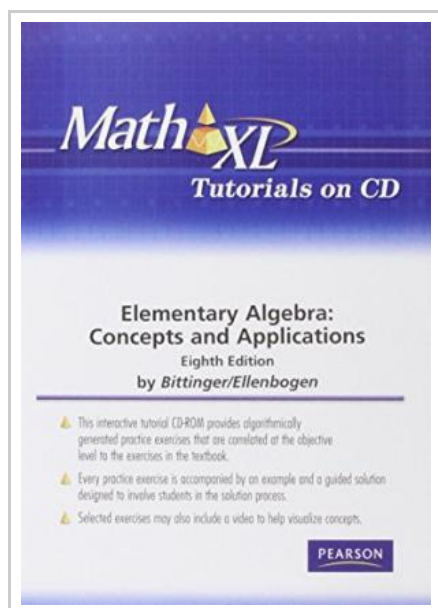 Math XL
Tutorials on CD
Elementary Algebra:
Concepts and Applications
Eighth Edition
by Bittinger/Ellenbogen
This interactive tutorial CD-ROM provides algorithmically
generated practice exercises that are correlated at the objective
level to the exercises in the textbook.
Every practice exercise is accompanied by an example and a guided solution
designed to involve students in the solution process.
Selected exercises may also include a video to help visualize concepts.
PEARSON